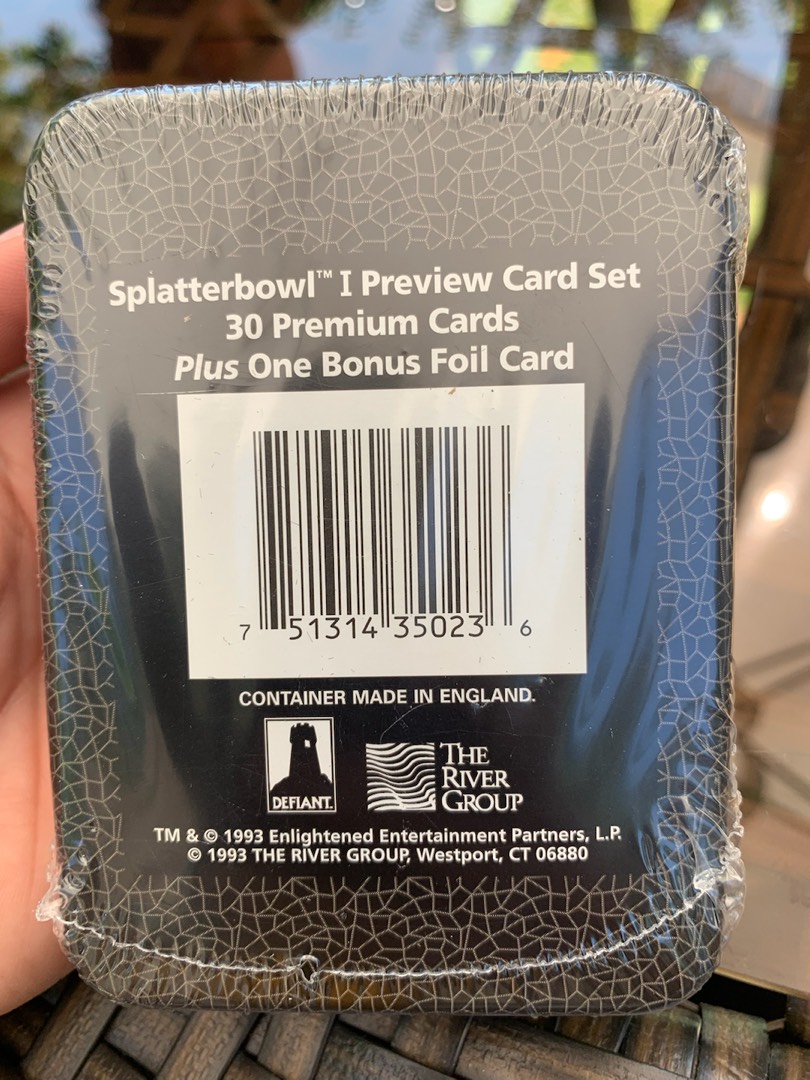 Splatterbowl™ I Preview Card Set
30 Premium Cards
Plus One Bonus Foil Card
7 51314 35023 6
CONTAINER MADE IN ENGLAND.
DEFIANT.
THE
RIVER
GROUP
TM & © 1993 Enlightened Entertainment Partners, L.P.
© 1993 THE RIVER GROUP, Westport, CT 06880